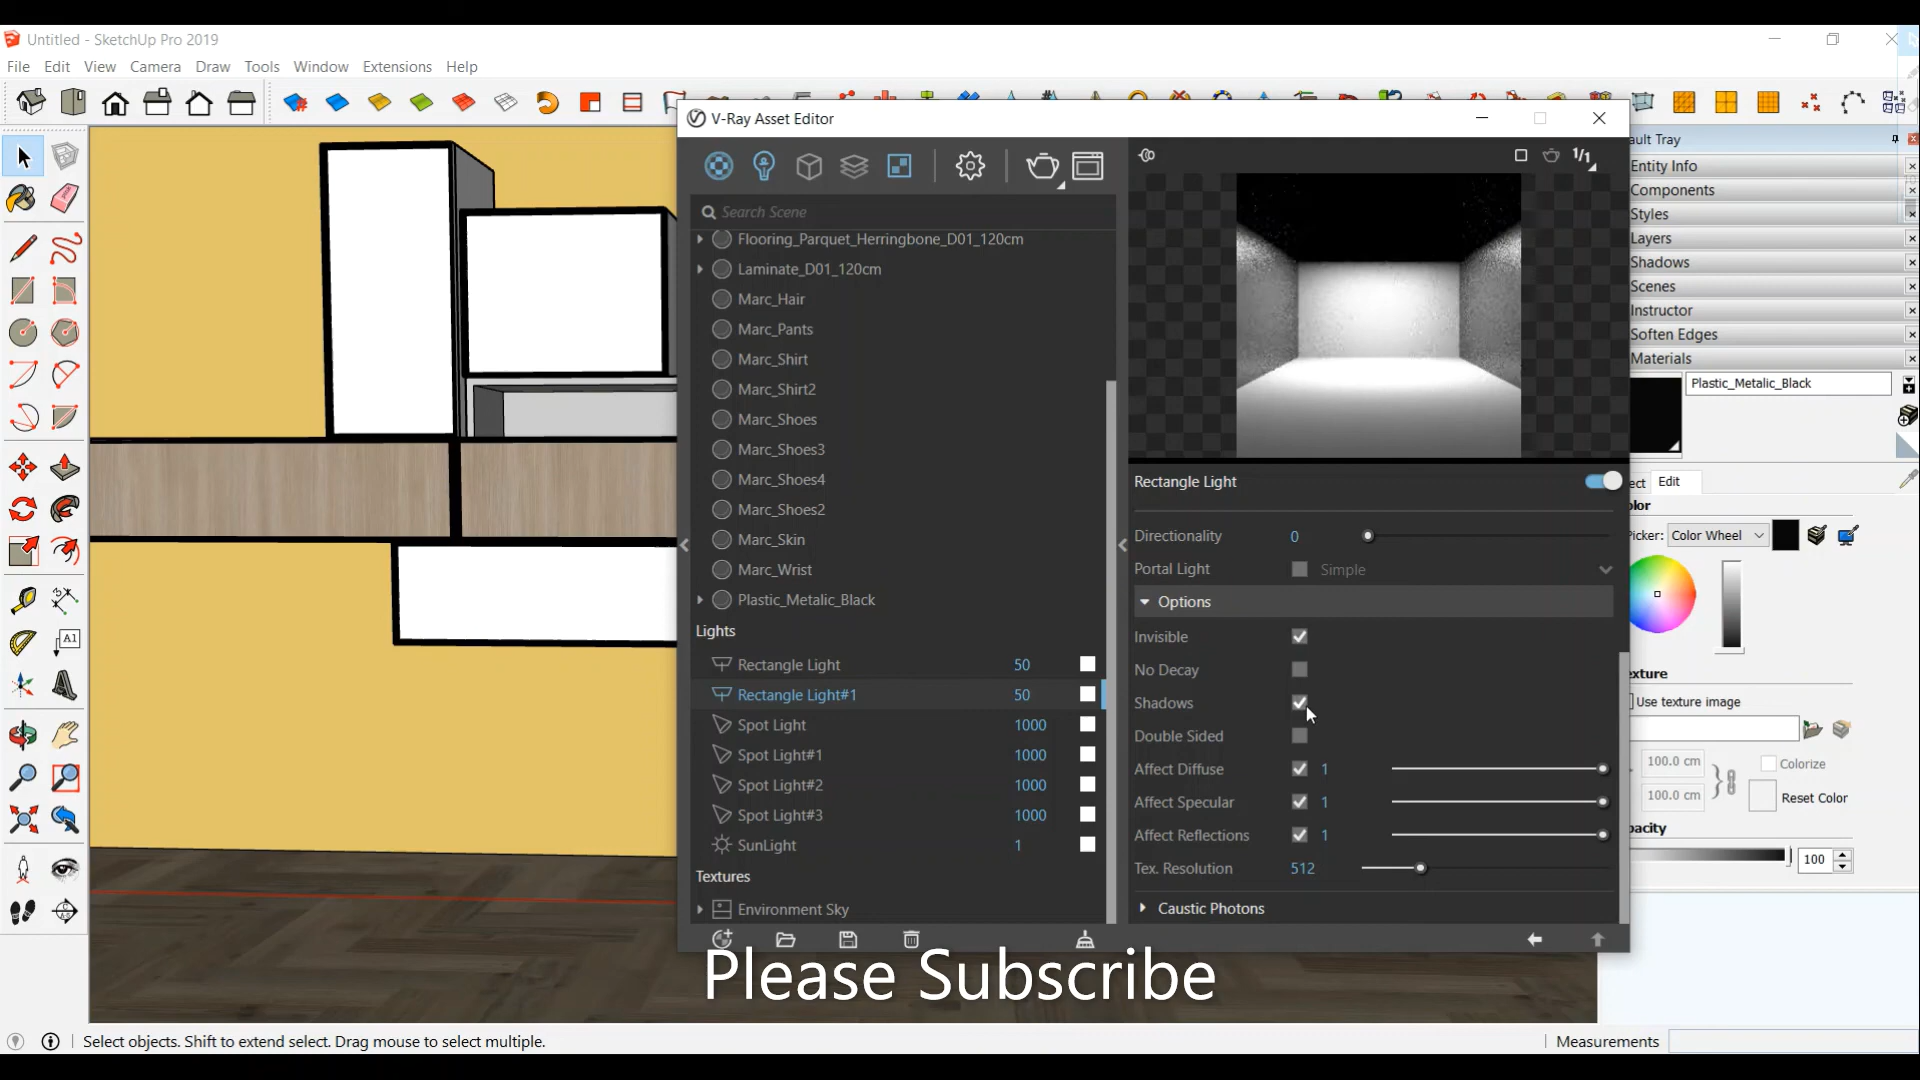 Untitled - SketchUp Pro 2019
File Edit View Camera Draw Tools Window Extensions Help
V-Ray Asset Editor
Search Scene
Flooring_Parquet_Herringbone_D01_120cm
Laminate_D01_120cm
Marc_Hair
Marc_Pants
Marc_Shirt
Marc_Shirt2
Marc_Shoes
Marc_Shoes3
Marc_Shoes4
Marc_Shoes2
Marc_Skin
Marc_Wrist
Plastic_Metalic_Black
Lights
Rectangle Light 50
Rectangle Light#1 50
Spot Light 1000
Spot Light#1 1000
Spot Light#2 1000
Spot Light#3 1000
SunLight 1
Textures
Environment Sky
1/1
Rectangle Light
Directionality 0
Portal Light Simple
Options
Invisible
No Decay
Shadows
Double Sided
Affect Diffuse 1
Affect Specular 1
Affect Reflections 1
Tex. Resolution 512
Caustic Photons
ault Tray
Entity Info
Components
Styles
Layers
Shadows
Scenes
Instructor
Soften Edges
Materials
Plastic_Metalic_Black
ect Edit
olor
Picker: Color Wheel
exture
Use texture image
100.0 cm
100.0 cm
Colorize
Reset Color
pacity
100
A1
Please Subscribe
Select objects. Shift to extend select. Drag mouse to select multiple.
Measurements